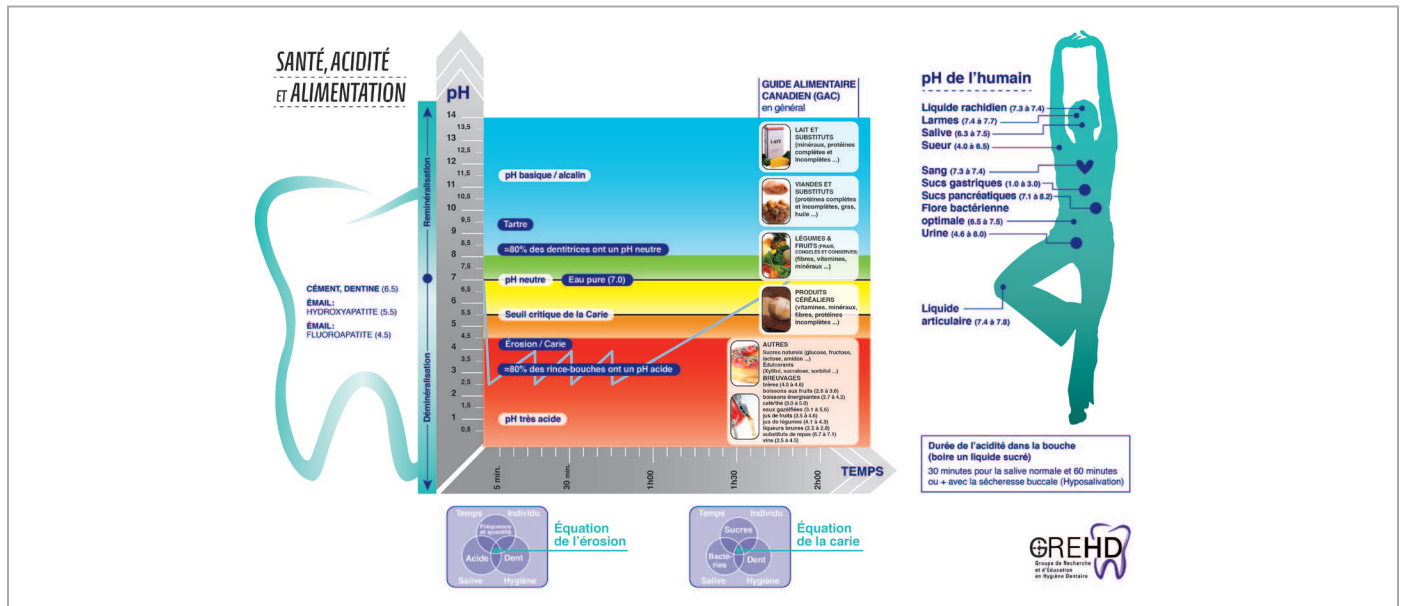 SANTÉ, ACIDITÉ
ET ALIMENTATION
Reminéralisation
Déminéralisation
CÉMENT, DENTINE (6.5)
ÉMAIL:
HYDROXYAPATITE (5.5)
ÉMAIL:
FLUOROAPATITE (4.5)
pH
14
13,5
13
12,5
12
11,5
11
10,5
10
9,5
9
8,5
8
7,5
7
6,5
6
5,5
5
4,5
4
3,5
3
2,5
2
1,5
1
0,5
pH basique / alcalin
Tartre
≈80% des dentitrices ont un pH neutre
pH neutre
Eau pure (7.0)
Seuil critique de la Carie
Érosion / Carie
≈80% des rince-bouches ont un pH acide
pH très acide
GUIDE ALIMENTAIRE
CANADIEN (GAC)
en général
LAIT
LAIT ET
SUBSTITUTS
(minéraux, protéines
complètes et
incomplètes ...)
VIANDES ET
SUBSTITUTS
(protéines complètes
et incomplètes, gras,
huile ...)
LÉGUMES &
FRUITS (FRAIS,
CONGELÉS ET CONSERVES)
(fibres, vitamines,
minéraux ...)
PRODUITS
CÉRÉALIERS
(vitamines, minéraux,
fibres, protéines
incomplètes ...)
AUTRES
Sucres naturels (glucose, fructose,
lactose, amidon ...)
Édulcorants
(Xylitol, sucralose, sorbitol ...)
BREUVAGES
bières (4.0 à 4.6)
boissons aux fruits (2.6 à 3.6)
boissons énergisantes (2.7 à 4.2)
café/thé (3.0 à 5.0)
eaux gazéifiées (3.1 à 5.6)
jus de fruits (3.5 à 4.6)
jus de légumes (4.1 à 4.3)
liqueurs brunes (2.5 à 2.8)
substituts de repas (6.7 à 7.1)
vins (2.5 à 4.5)
5 min.
30 min.
1h00
1h30
2h00
TEMPS
Temps
Individu
Fréquence
et quantité
Acide
Dent
Salive
Hygiène
Équation
de l'érosion
Temps
Individu
Sucres
Bacté-
ries
Dent
Salive
Hygiène
Équation
de la carie
pH de l'humain
Liquide rachidien (7.3 à 7.4)
Larmes (7.4 à 7.7)
Salive (6.3 à 7.5)
Sueur (4.0 à 6.5)
Sang (7.3 à 7.4)
Sucs gastriques (1.0 à 3.0)
Sucs pancréatiques (7.1 à 8.2)
Flore bactérienne
optimale (6.5 à 7.5)
Urine (4.6 à 8.0)
Liquide
articulaire (7.4 à 7.8)
Durée de l'acidité dans la bouche
(boire un liquide sucré)
30 minutes pour la salive normale et 60 minutes
ou + avec la sécheresse buccale (Hyposalivation)
GREHD
Groupe de Recherche
et d'Éducation
en Hygiène Dentaire